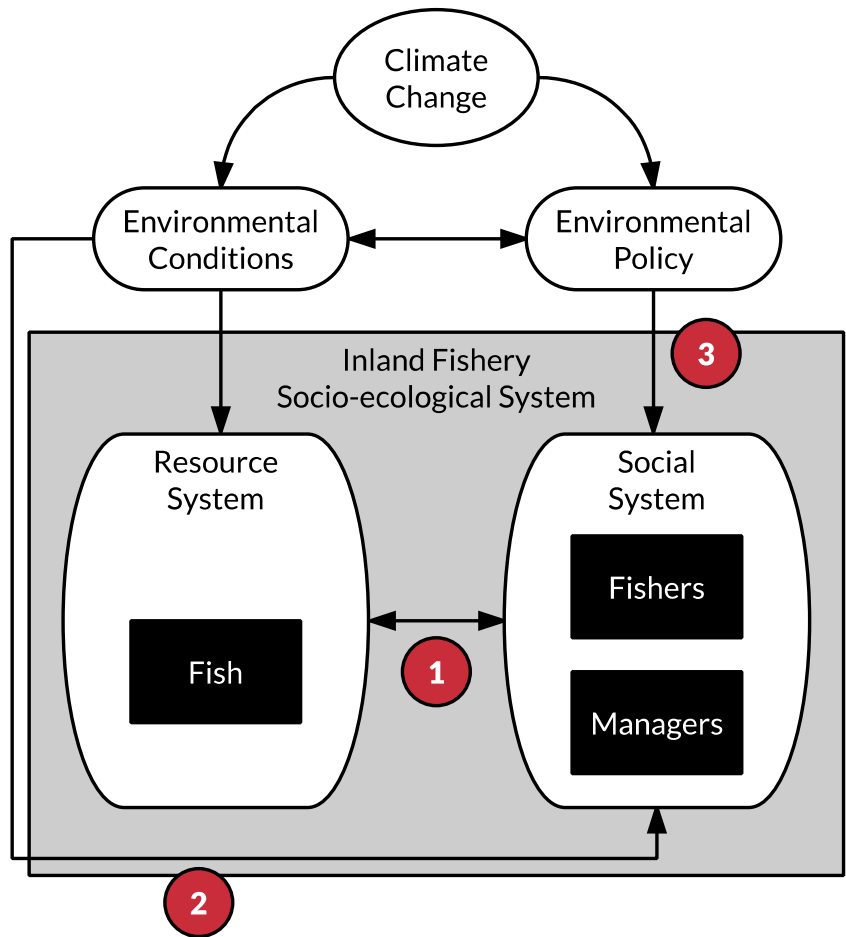 Climate
Change
Environmental
Conditions
Environmental
Policy
3
Inland Fishery
Socio-ecological System
Resource
System
Social
System
Fishers
Fish
1
Managers
2